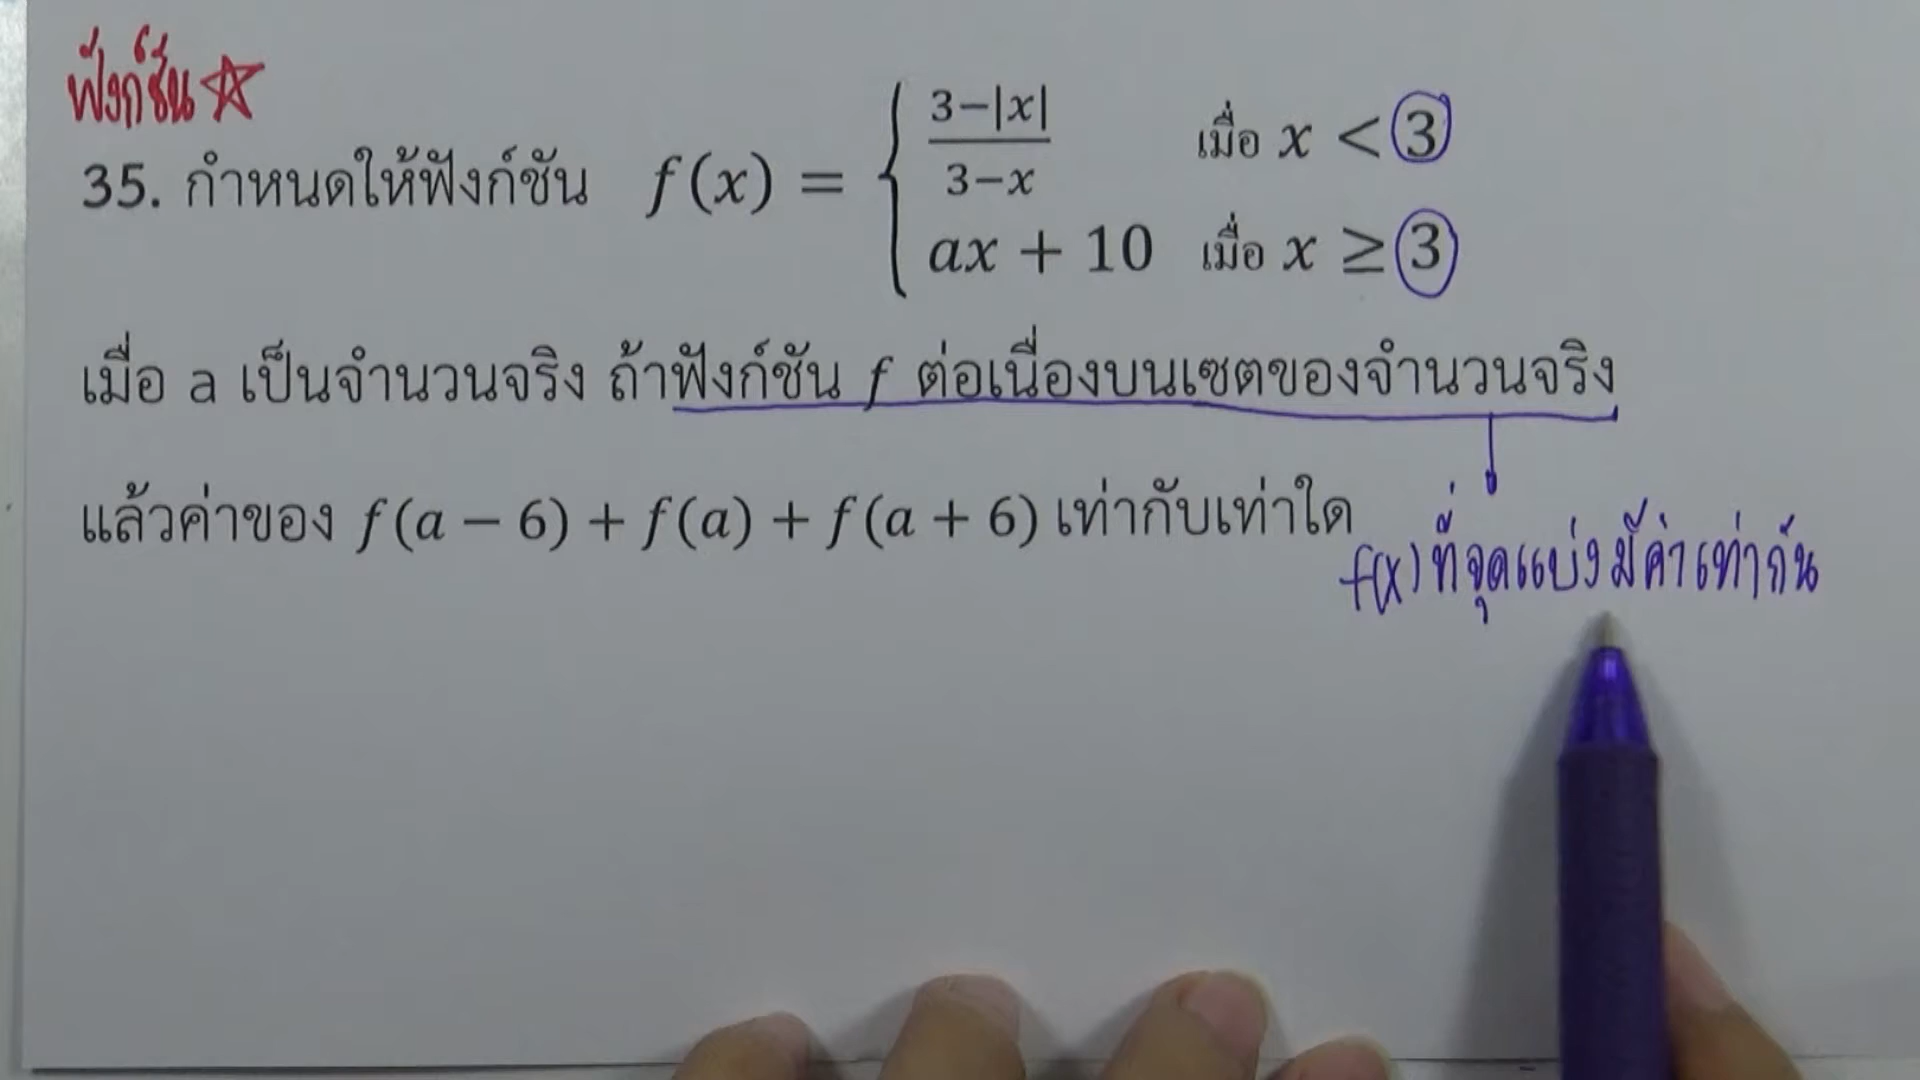 ฟังก์ชัน ☆
35. กำหนดให้ฟังก์ชัน f(x) = { (3−|x|)/(3−x) เมื่อ x < 3
ax + 10 เมื่อ x ≥ 3
เมื่อ a เป็นจำนวนจริง ถ้าฟังก์ชัน f ต่อเนื่องบนเซตของจำนวนจริง
แล้วค่าของ f(a − 6) + f(a) + f(a + 6) เท่ากับเท่าใด
f(x) ที่จุดแบ่งมีค่าเท่ากัน